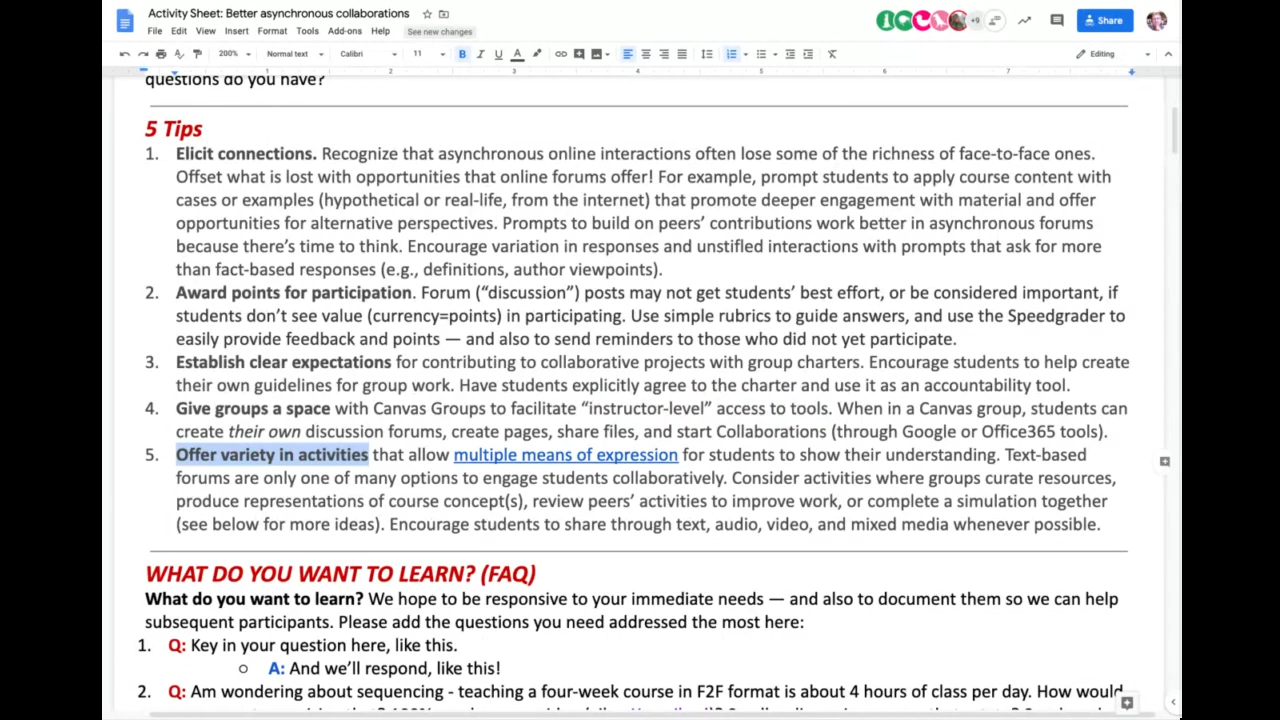 Activity Sheet: Better asynchronous collaborations
File Edit View Insert Format Tools Add-ons Help See new changes
+9
Share
200% Normal text Calibri 11 B I U A Editing
1 2 3 4 5 6 7
questions do you have?
5 Tips
1. Elicit connections. Recognize that asynchronous online interactions often lose some of the richness of face-to-face ones.
Offset what is lost with opportunities that online forums offer! For example, prompt students to apply course content with
cases or examples (hypothetical or real-life, from the internet) that promote deeper engagement with material and offer
opportunities for alternative perspectives. Prompts to build on peers’ contributions work better in asynchronous forums
because there’s time to think. Encourage variation in responses and unstifled interactions with prompts that ask for more
than fact-based responses (e.g., definitions, author viewpoints).
2. Award points for participation. Forum (“discussion”) posts may not get students’ best effort, or be considered important, if
students don’t see value (currency=points) in participating. Use simple rubrics to guide answers, and use the Speedgrader to
easily provide feedback and points — and also to send reminders to those who did not yet participate.
3. Establish clear expectations for contributing to collaborative projects with group charters. Encourage students to help create
their own guidelines for group work. Have students explicitly agree to the charter and use it as an accountability tool.
4. Give groups a space with Canvas Groups to facilitate “instructor-level” access to tools. When in a Canvas group, students can
create their own discussion forums, create pages, share files, and start Collaborations (through Google or Office365 tools).
5. Offer variety in activities that allow multiple means of expression for students to show their understanding. Text-based
forums are only one of many options to engage students collaboratively. Consider activities where groups curate resources,
produce representations of course concept(s), review peers’ activities to improve work, or complete a simulation together
(see below for more ideas). Encourage students to share through text, audio, video, and mixed media whenever possible.
WHAT DO YOU WANT TO LEARN? (FAQ)
What do you want to learn? We hope to be responsive to your immediate needs — and also to document them so we can help
subsequent participants. Please add the questions you need addressed the most here:
1. Q: Key in your question here, like this.
○ A: And we’ll respond, like this!
2. Q: Am wondering about sequencing - teaching a four-week course in F2F format is about 4 hours of class per day. How would